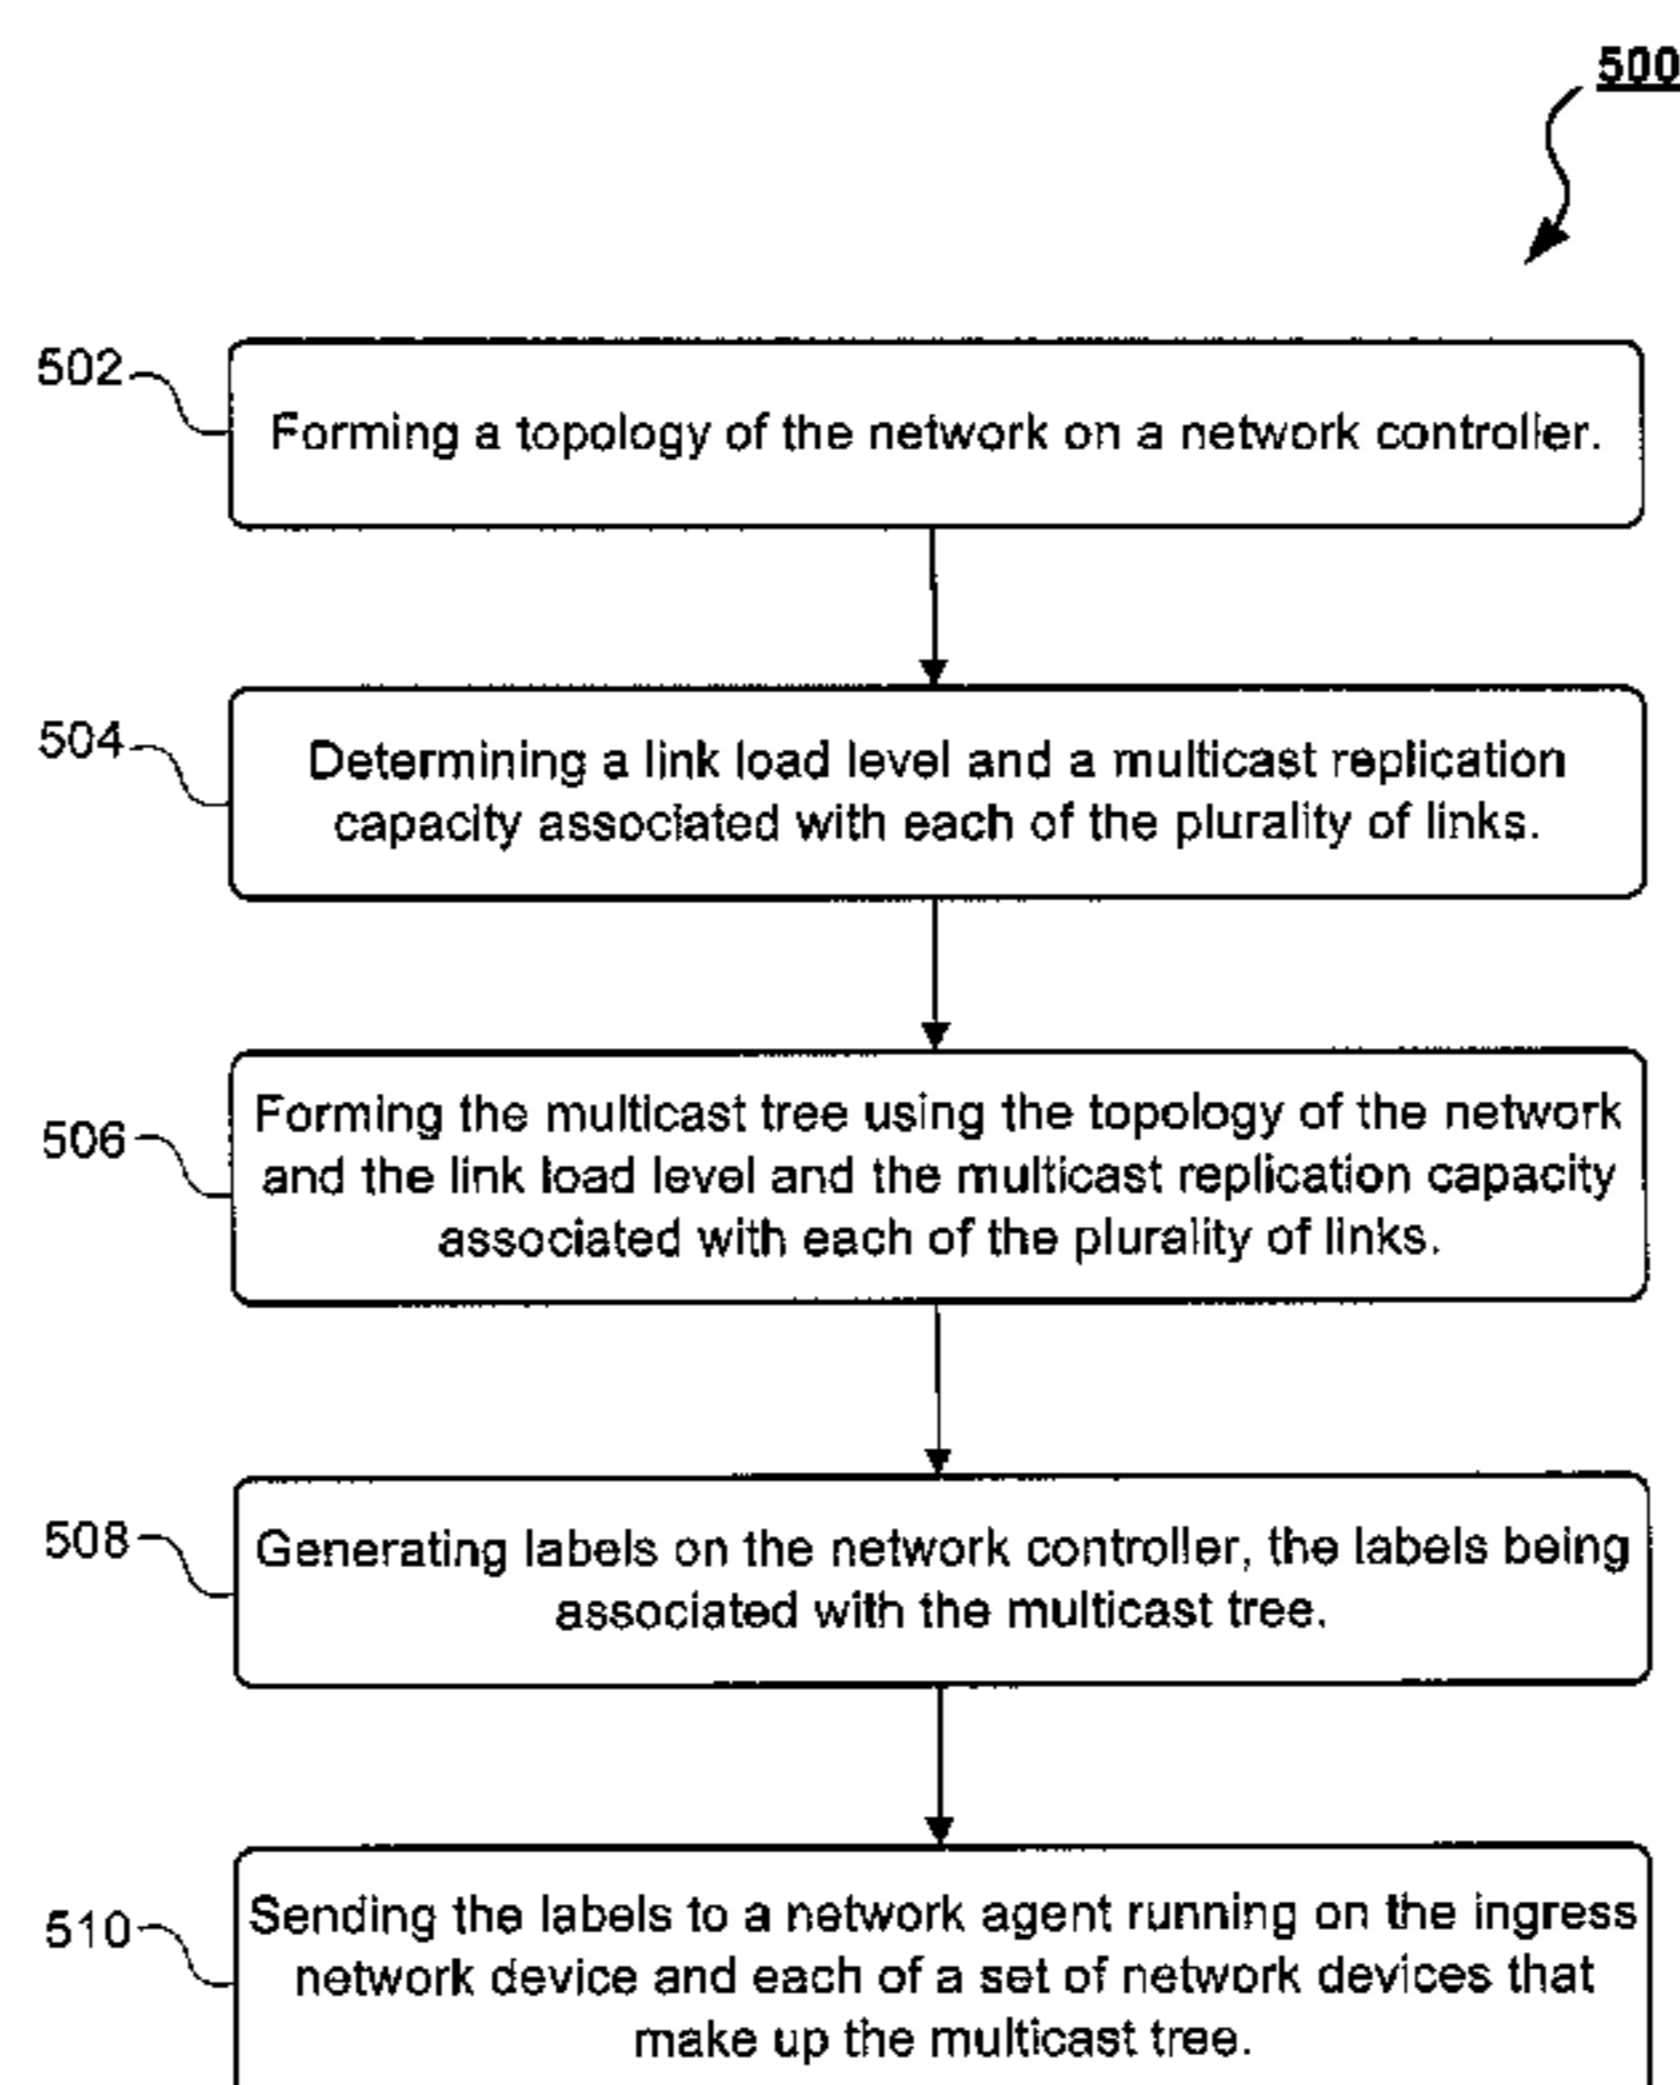 500
502
Forming a topology of the network on a network controller.
504
Determining a link load level and a multicast replication
capacity associated with each of the plurality of links.
506
Forming the multicast tree using the topology of the network
and the link load level and the multicast replication capacity
associated with each of the plurality of links.
508
Generating labels on the network controller, the labels being
associated with the multicast tree.
510
Sending the labels to a network agent running on the ingress
network device and each of a set of network devices that
make up the multicast tree.